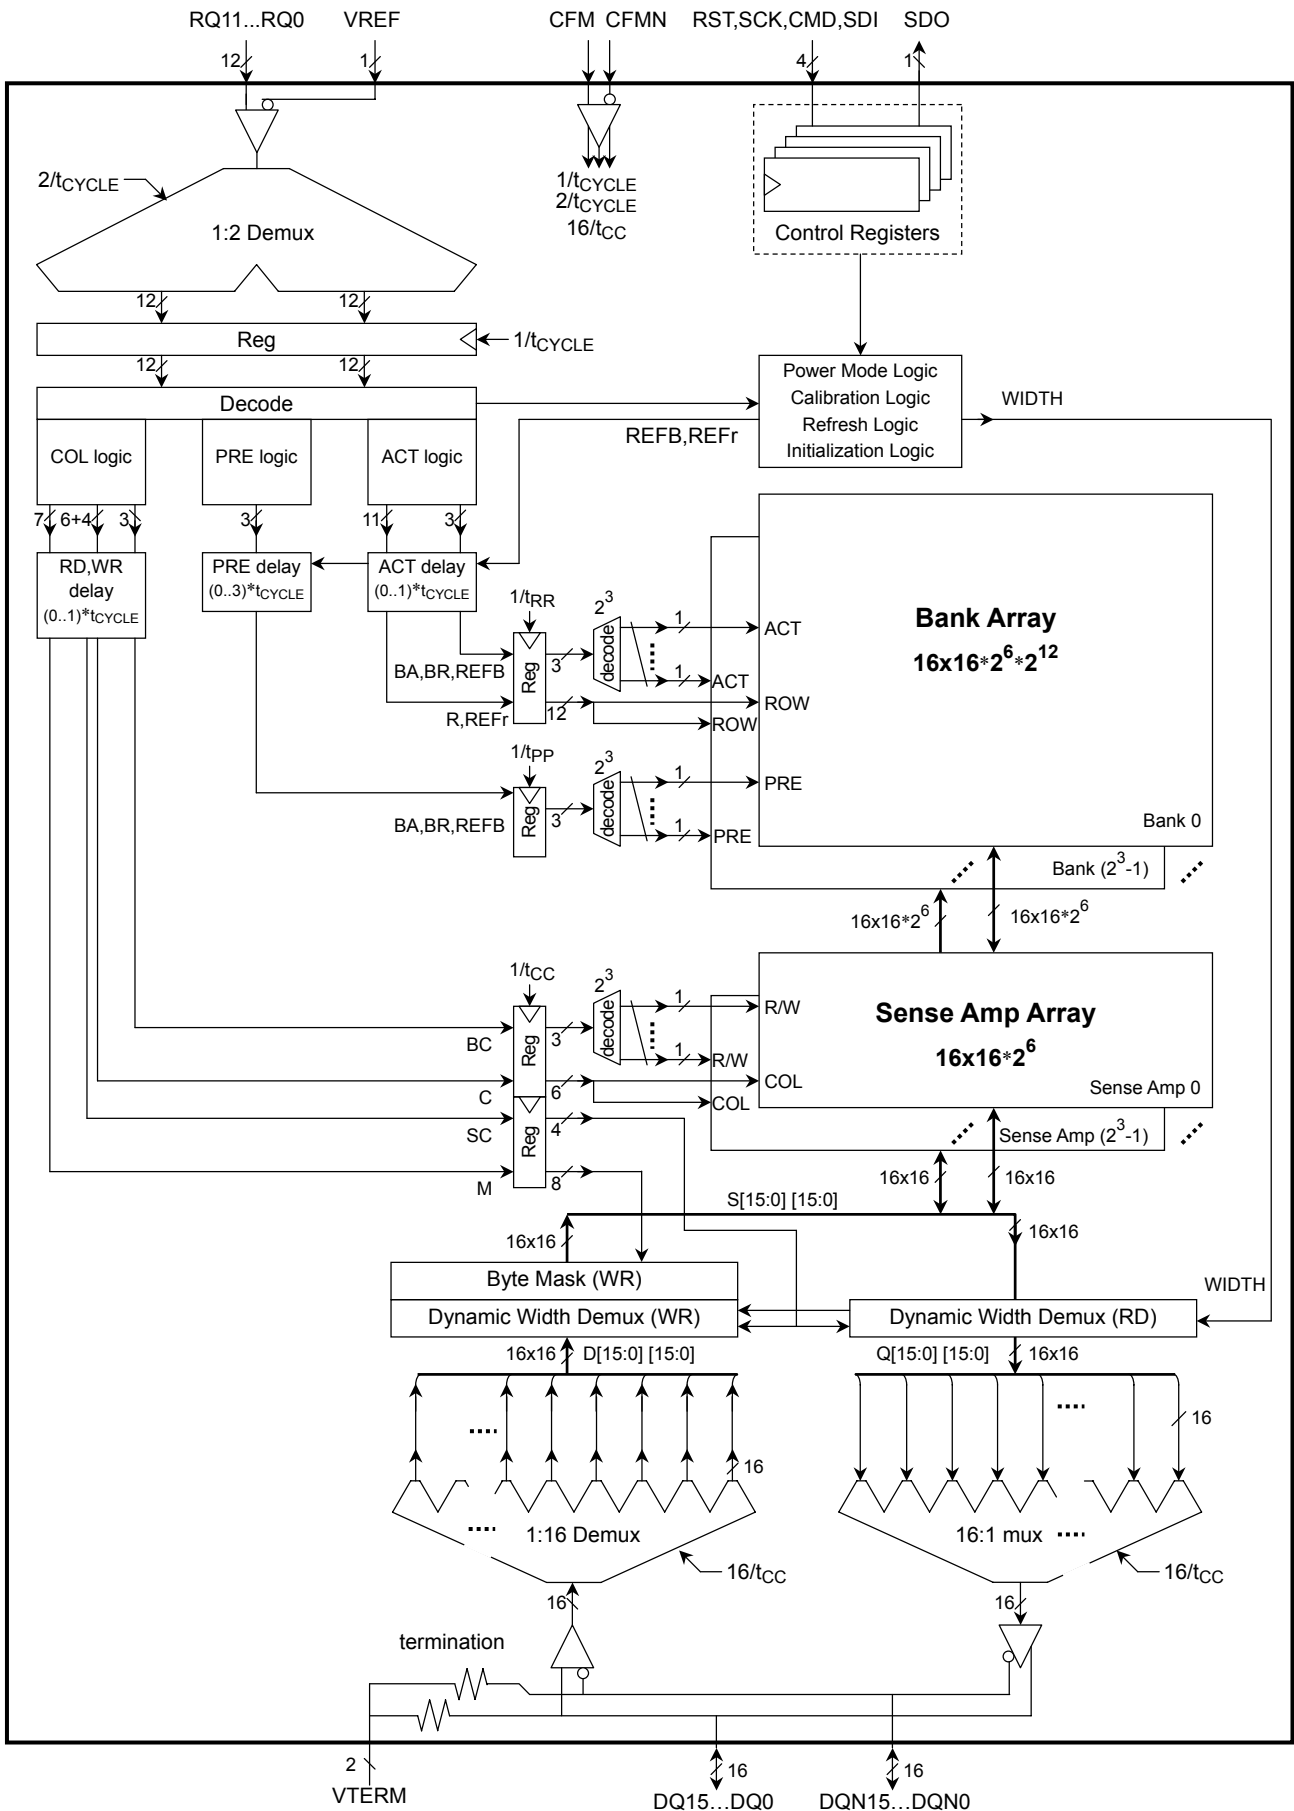 RQ11...RQ0 VREF CFM CFMN RST,SCK,CMD,SDI SDO
12 1 4 1
1/tCYCLE
2/tCYCLE
16/tCC
Control Registers
2/tCYCLE
1:2 Demux
12 12
Reg
1/tCYCLE
12 12
Decode
COL logic PRE logic ACT logic
REFB,REFr
Power Mode Logic
Calibration Logic
Refresh Logic
Initialization Logic
WIDTH
7 6+4 3 3 11 3
RD,WR
delay
(0..1)*tCYCLE
PRE delay
(0..3)*tCYCLE
ACT delay
(0..1)*tCYCLE
1/tRR
BA,BR,REFB
R,REFr
Reg
3
12
2^3
decode
1
1
ACT
ACT
ROW
ROW
Bank Array
16x16*2^6*2^12
1/tPP
BA,BR,REFB
Reg
3
2^3
decode
1
1
PRE
PRE
Bank 0
Bank (2^3-1)
16x16*2^6 16x16*2^6
1/tCC
BC
C
SC
M
Reg
Reg
3
6
4
8
2^3
decode
1
1
R/W
R/W
COL
COL
Sense Amp Array
16x16*2^6
Sense Amp 0
Sense Amp (2^3-1)
16x16 16x16
S[15:0] [15:0]
16x16 16x16
Byte Mask (WR)
WIDTH
Dynamic Width Demux (WR) Dynamic Width Demux (RD)
16x16 D[15:0] [15:0] Q[15:0] [15:0] 16x16
16 16
1:16 Demux 16:1 mux
16/tCC 16/tCC
16 16
termination
2 16 16
VTERM DQ15...DQ0 DQN15...DQN0